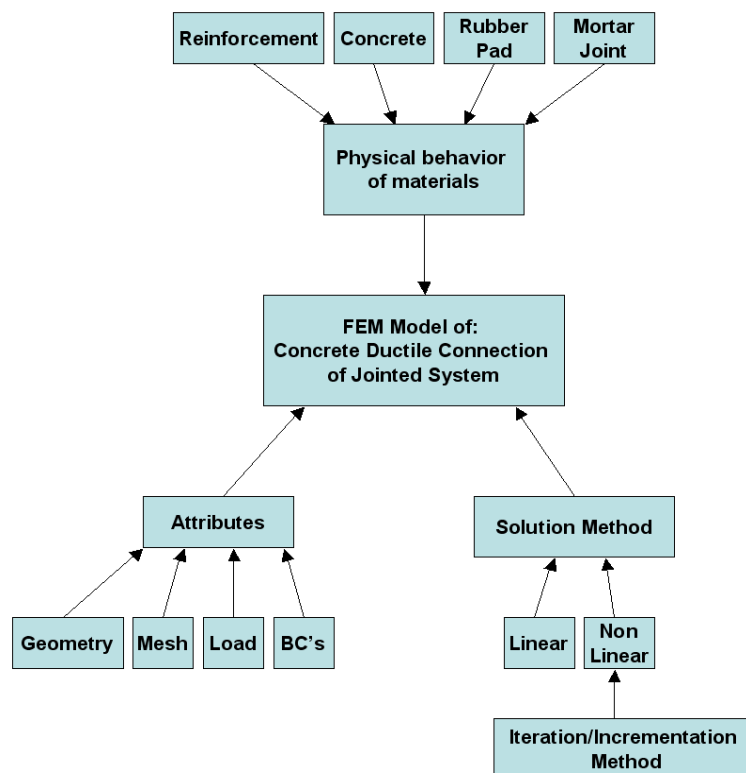 Reinforcement
Concrete
Rubber
Pad
Mortar
Joint
Physical behavior
of materials
FEM Model of:
Concrete Ductile Connection
of Jointed System
Attributes
Solution Method
Geometry
Mesh
Load
BC's
Linear
Non
Linear
Iteration/Incrementation
Method